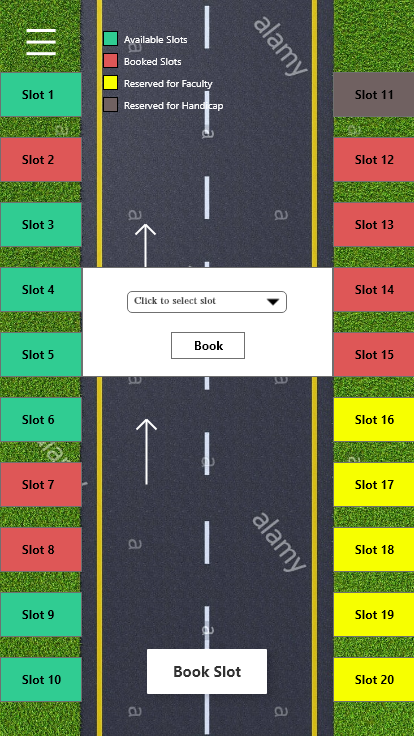 Available Slots
Booked Slots
Reserved for Faculty
Reserved for Handicap
Slot 1
Slot 11
Slot 2
Slot 12
Slot 3
Slot 13
Slot 4
Slot 14
Click to select slot
Book
Slot 5
Slot 15
Slot 6
Slot 16
Slot 7
Slot 17
Slot 8
Slot 18
Slot 9
Slot 19
Book Slot
Slot 10
Slot 20
alamy
alamy
alamy
a
a
a
a
a
a
a
a
a
a
a